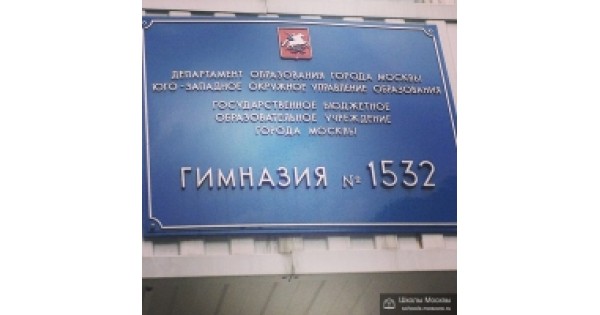 ДЕПАРТАМЕНТ ОБРАЗОВАНИЯ ГОРОДА МОСКВЫ
ЮГО-ЗАПАДНОЕ ОКРУЖНОЕ УПРАВЛЕНИЕ ОБРАЗОВАНИЯ
ГОСУДАРСТВЕННОЕ БЮДЖЕТНОЕ
ОБРАЗОВАТЕЛЬНОЕ УЧРЕЖДЕНИЕ
ГОРОДА МОСКВЫ
ГИМНАЗИЯ № 1532
Школы Москвы